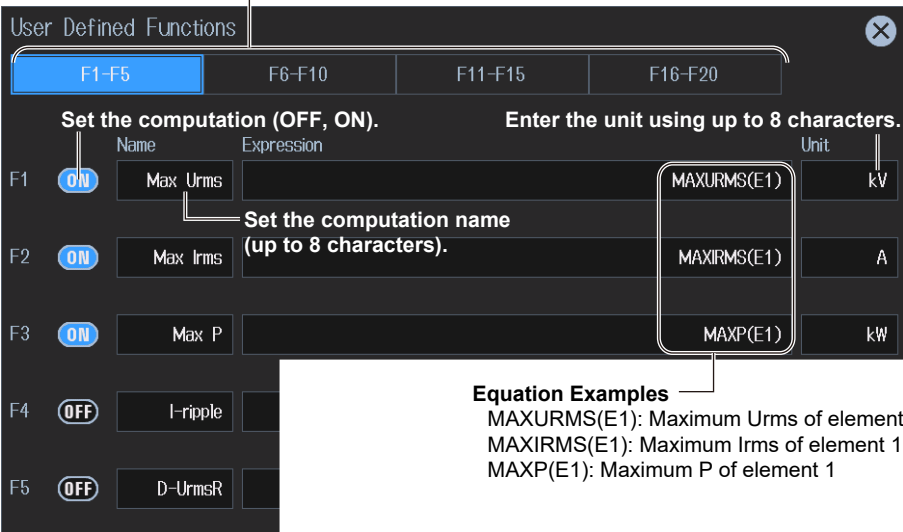 User Defined Functions
F1-F5 F6-F10 F11-F15 F16-F20
Set the computation (OFF, ON). Enter the unit using up to 8 characters.
Name Expression Unit
F1 ON Max Urms MAXURMS(E1) kV
Set the computation name
(up to 8 characters).
F2 ON Max Irms MAXIRMS(E1) A
F3 ON Max P MAXP(E1) kW
Equation Examples
MAXURMS(E1): Maximum Urms of element
F4 OFF I-ripple
MAXIRMS(E1): Maximum Irms of element 1
MAXP(E1): Maximum P of element 1
F5 OFF D-UrmsR